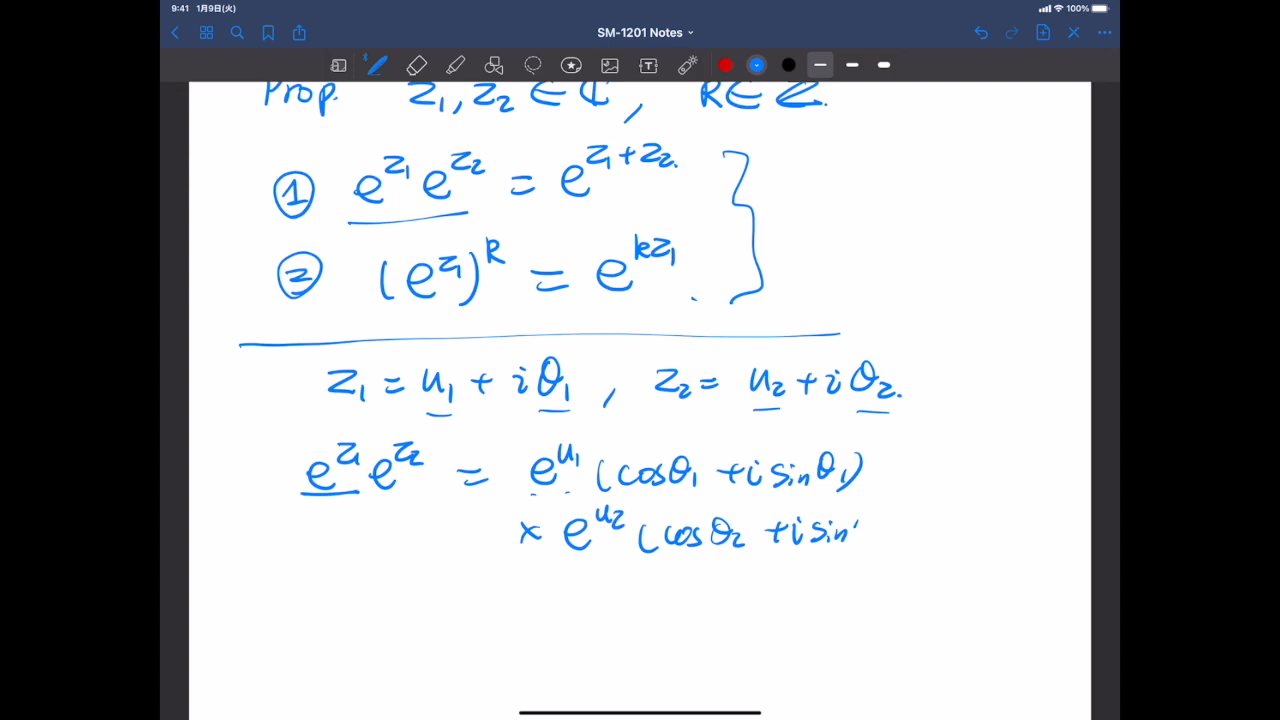 9:41 1月9日(火) 100%
SM-1201 Notes
Prop. z₁, z₂ ∈ ℂ, k ∈ ℤ.
① e^{z₁} e^{z₂} = e^{z₁+z₂}.
② (e^{z₁})^k = e^{kz₁}.
z₁ = u₁ + iθ₁, z₂ = u₂ + iθ₂.
e^{z₁} e^{z₂} = e^{u₁} (cosθ₁ + i sinθ₁)
× e^{u₂} (cosθ₂ + i sin